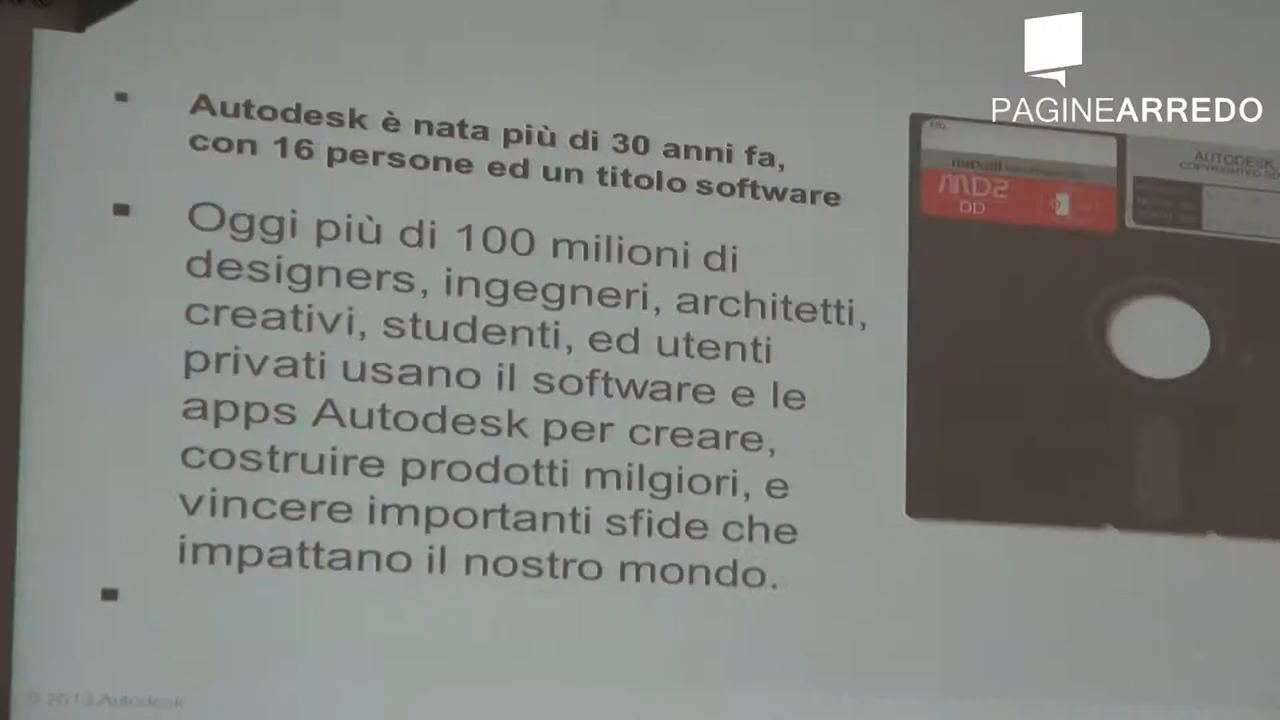 PAGINEARREDO
Autodesk è nata più di 30 anni fa,
con 16 persone ed un titolo software
Oggi più di 100 milioni di
designers, ingegneri, architetti,
creativi, studenti, ed utenti
privati usano il software e le
apps Autodesk per creare,
costruire prodotti milgiori, e
vincere importanti sfide che
impattano il nostro mondo.
MD2
DD
AUTODESK,
© 2013 Autodesk